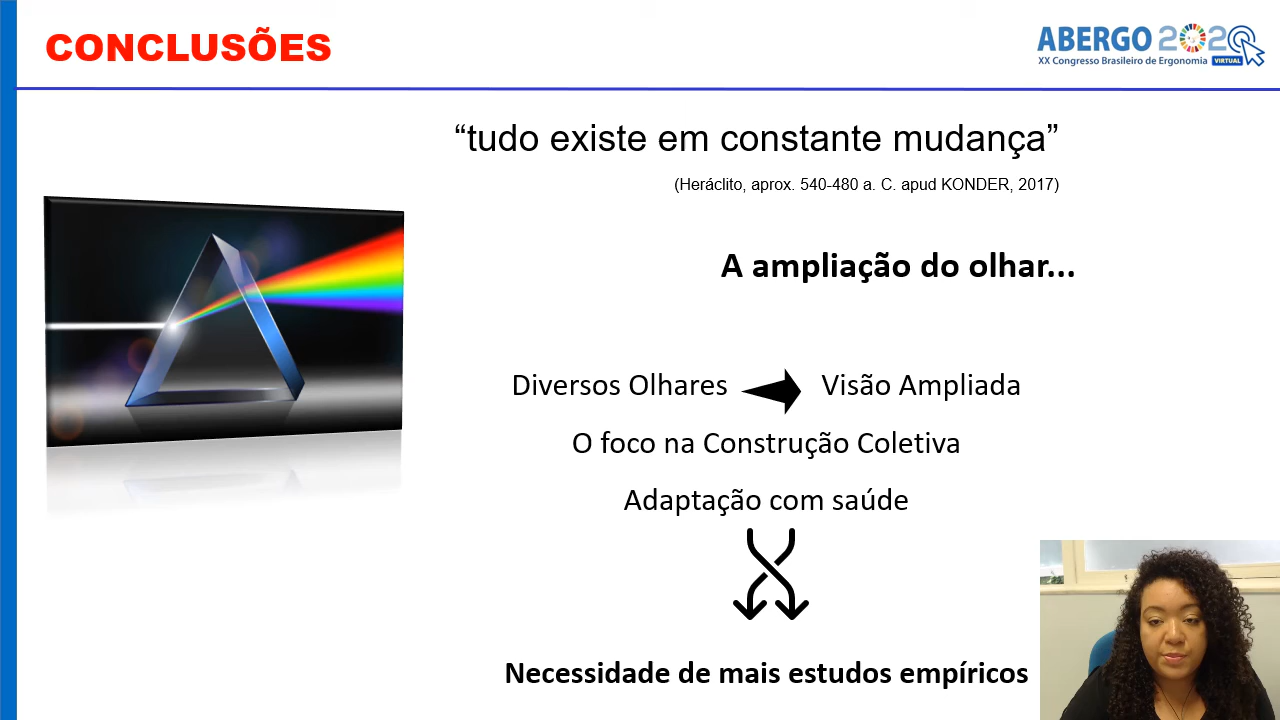 CONCLUSÕES
ABERGO 2020
XX Congresso Brasileiro de Ergonomia VIRTUAL
“tudo existe em constante mudança”
(Heráclito, aprox. 540-480 a. C. apud KONDER, 2017)
A ampliação do olhar...
Diversos Olhares Visão Ampliada
O foco na Construção Coletiva
Adaptação com saúde
Necessidade de mais estudos empíricos